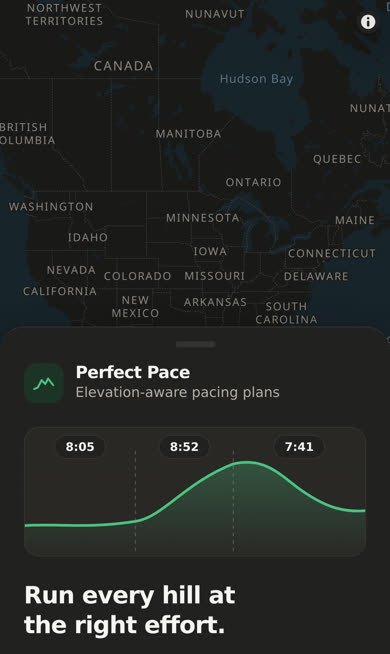 NORTHWEST
TERRITORIES
NUNAVUT
CANADA
Hudson Bay
NUNAT
BRITISH
OLUMBIA
MANITOBA
QUEBEC
ONTARIO
WASHINGTON
MINNESOTA
MAINE
IDAHO
IOWA
CONNECTICUT
NEVADA
COLORADO
MISSOURI
DELAWARE
CALIFORNIA
NEW
MEXICO
ARKANSAS
SOUTH
CAROLINA
Perfect Pace
Elevation-aware pacing plans
8:05
8:52
7:41
Run every hill at
the right effort.